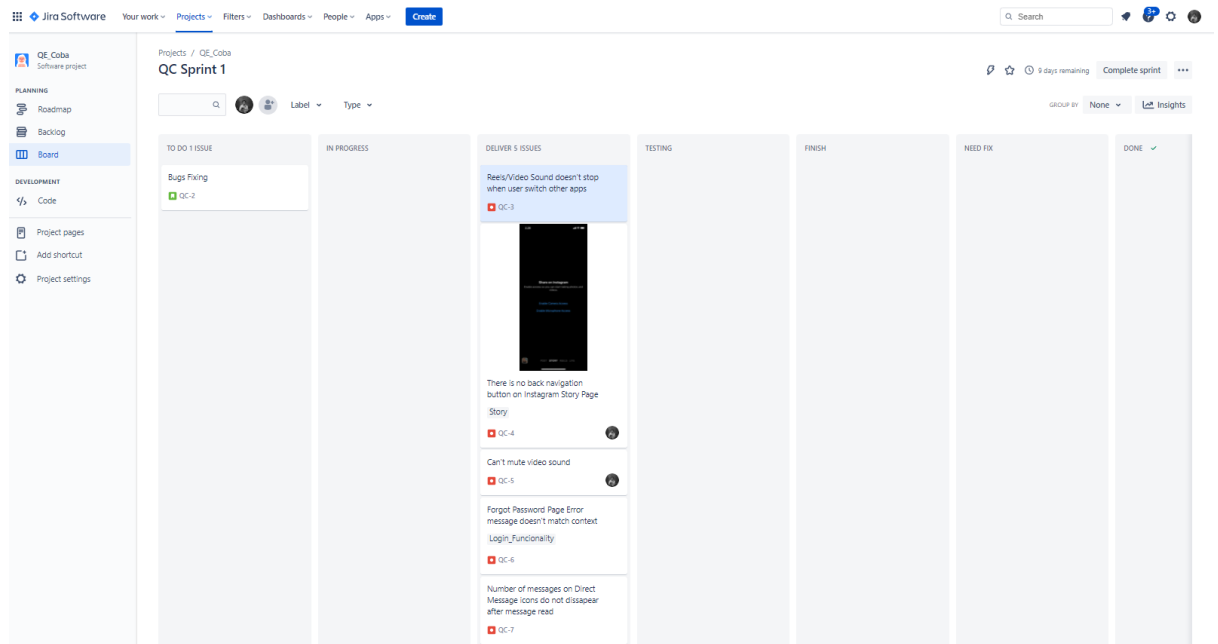 Jira Software
Your work
Projects
Filters
Dashboards
People
Apps
Create
Search
3+
QE_Coba
Software project
PLANNING
Roadmap
Backlog
Board
DEVELOPMENT
Code
Project pages
Add shortcut
Project settings
Projects / QE_Coba
QC Sprint 1
9 days remaining
Complete sprint
Label
Type
GROUP BY
None
Insights
TO DO 1 ISSUE
Bugs Fixing
QC-2
IN PROGRESS
DELIVER 5 ISSUES
Reels/Video Sound doesn't stop
when user switch other apps
QC-3
Share on Instagram
There is no back navigation
button on Instagram Story Page
Story
QC-4
Can't mute video sound
QC-5
Forgot Password Page Error
message doesn't match context
Login_Funcionality
QC-6
Number of messages on Direct
Message icons do not dissapear
after message read
QC-7
TESTING
FINISH
NEED FIX
DONE